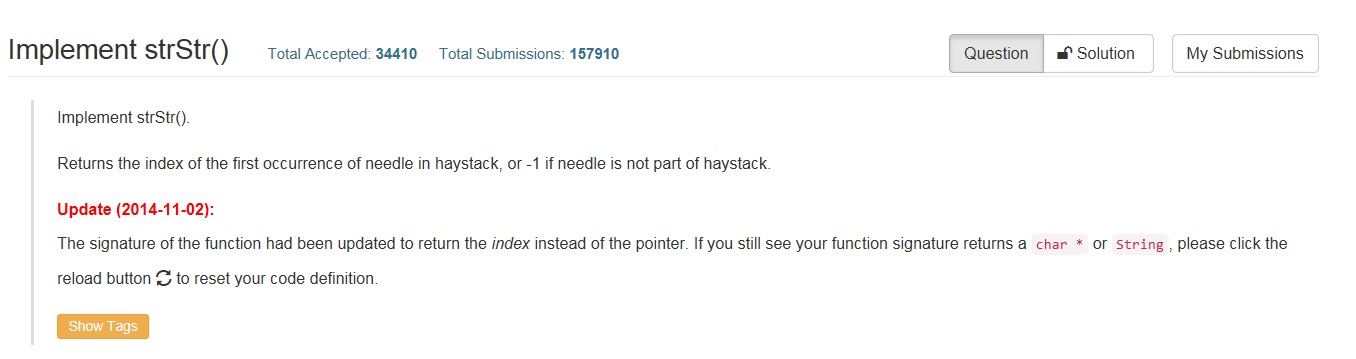 Implement strStr() Total Accepted: 34410 Total Submissions: 157910 Question Solution My Submissions
Implement strStr().
Returns the index of the first occurrence of needle in haystack, or -1 if needle is not part of haystack.
Update (2014-11-02):
The signature of the function had been updated to return the index instead of the pointer. If you still see your function signature returns a char * or String, please click the
reload button to reset your code definition.
Show Tags